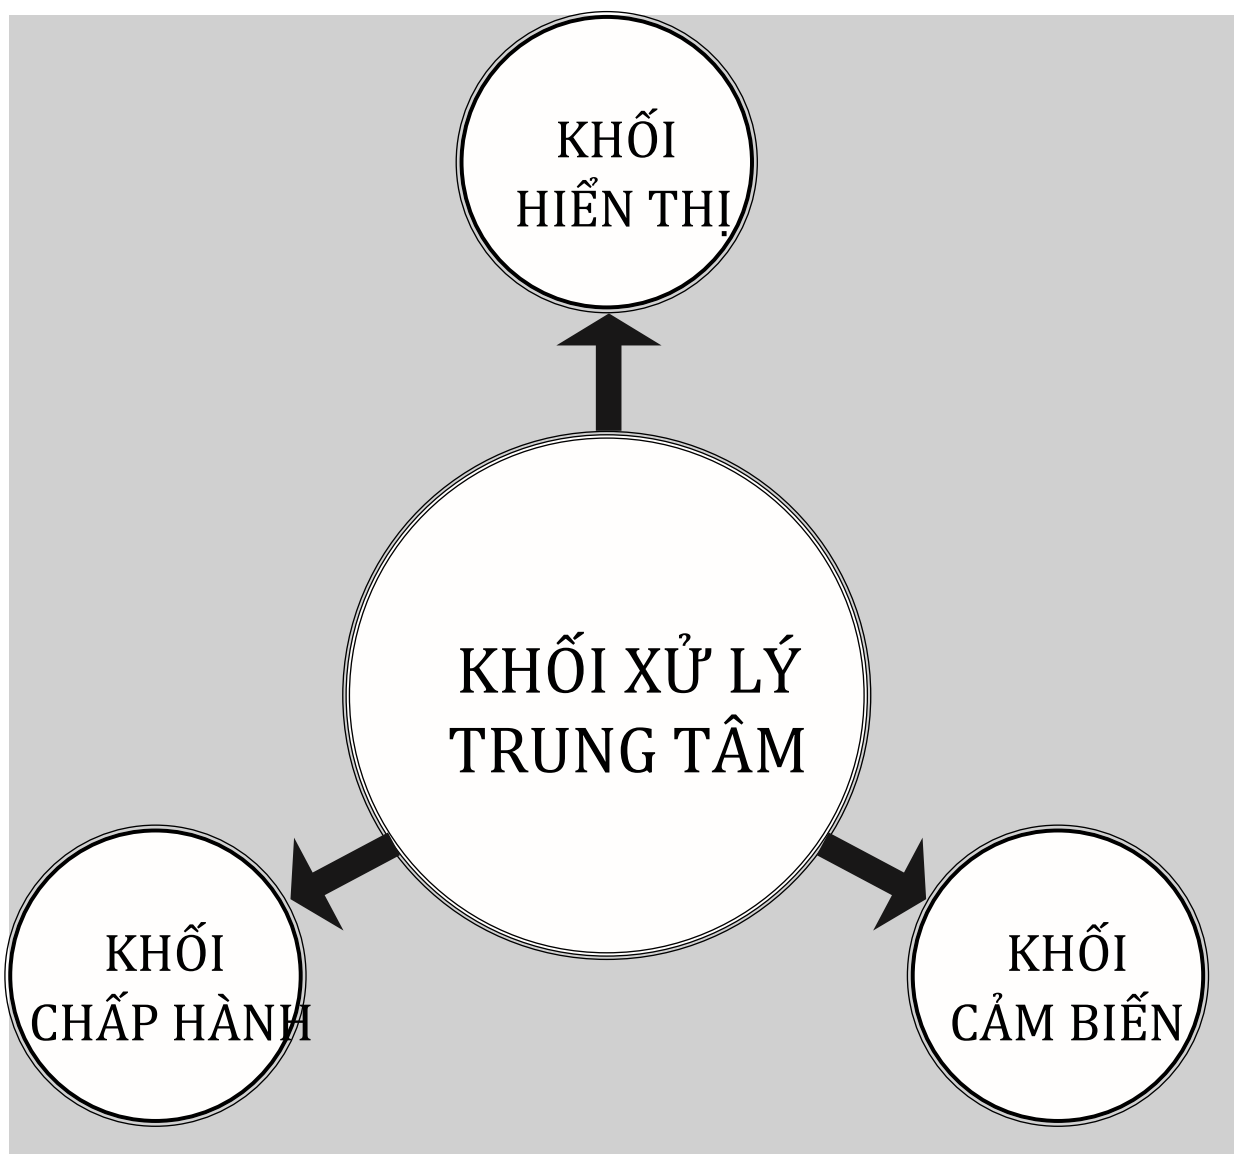 KHỐI
HIỂN THỊ
KHỐI XỬ LÝ
TRUNG TÂM
KHỐI
CHẤP HÀNH
KHỐI
CẢM BIẾN